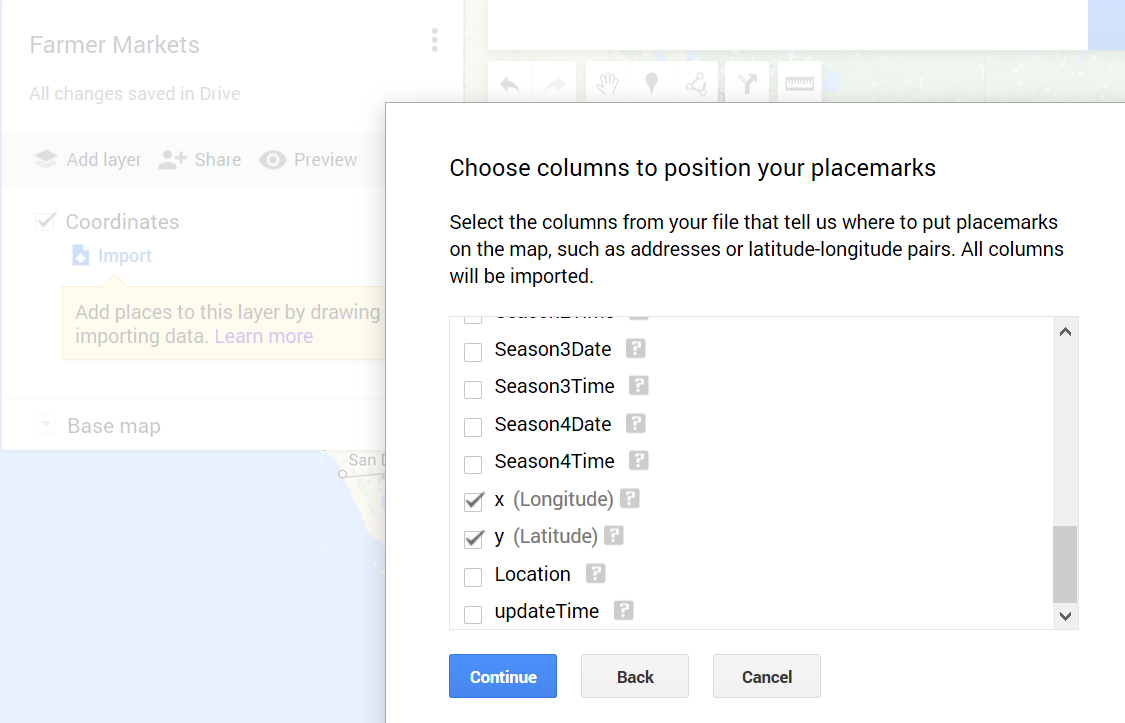 Farmer Markets
All changes saved in Drive
Add layer Share Preview
Coordinates
Import
Add places to this layer by drawing
importing data. Learn more
Base map
San D
Choose columns to position your placemarks
Select the columns from your file that tell us where to put placemarks
on the map, such as addresses or latitude-longitude pairs. All columns
will be imported.
Season3Date ?
Season3Time ?
Season4Date ?
Season4Time ?
x (Longitude) ?
y (Latitude) ?
Location ?
updateTime ?
Continue Back Cancel